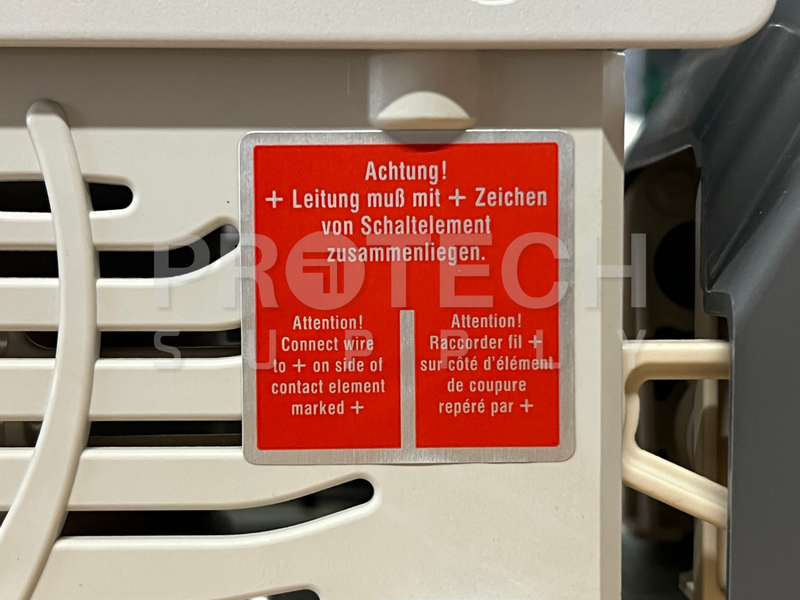 Achtung!
+ Leitung muß mit + Zeichen
von Schaltelement
zusammenliegen.
Attention!
Connect wire
to + on side of
contact element
marked +
Attention!
Raccorder fil +
sur côté d'élément
de coupure
repéré par +
PROTECH
SUPPLY